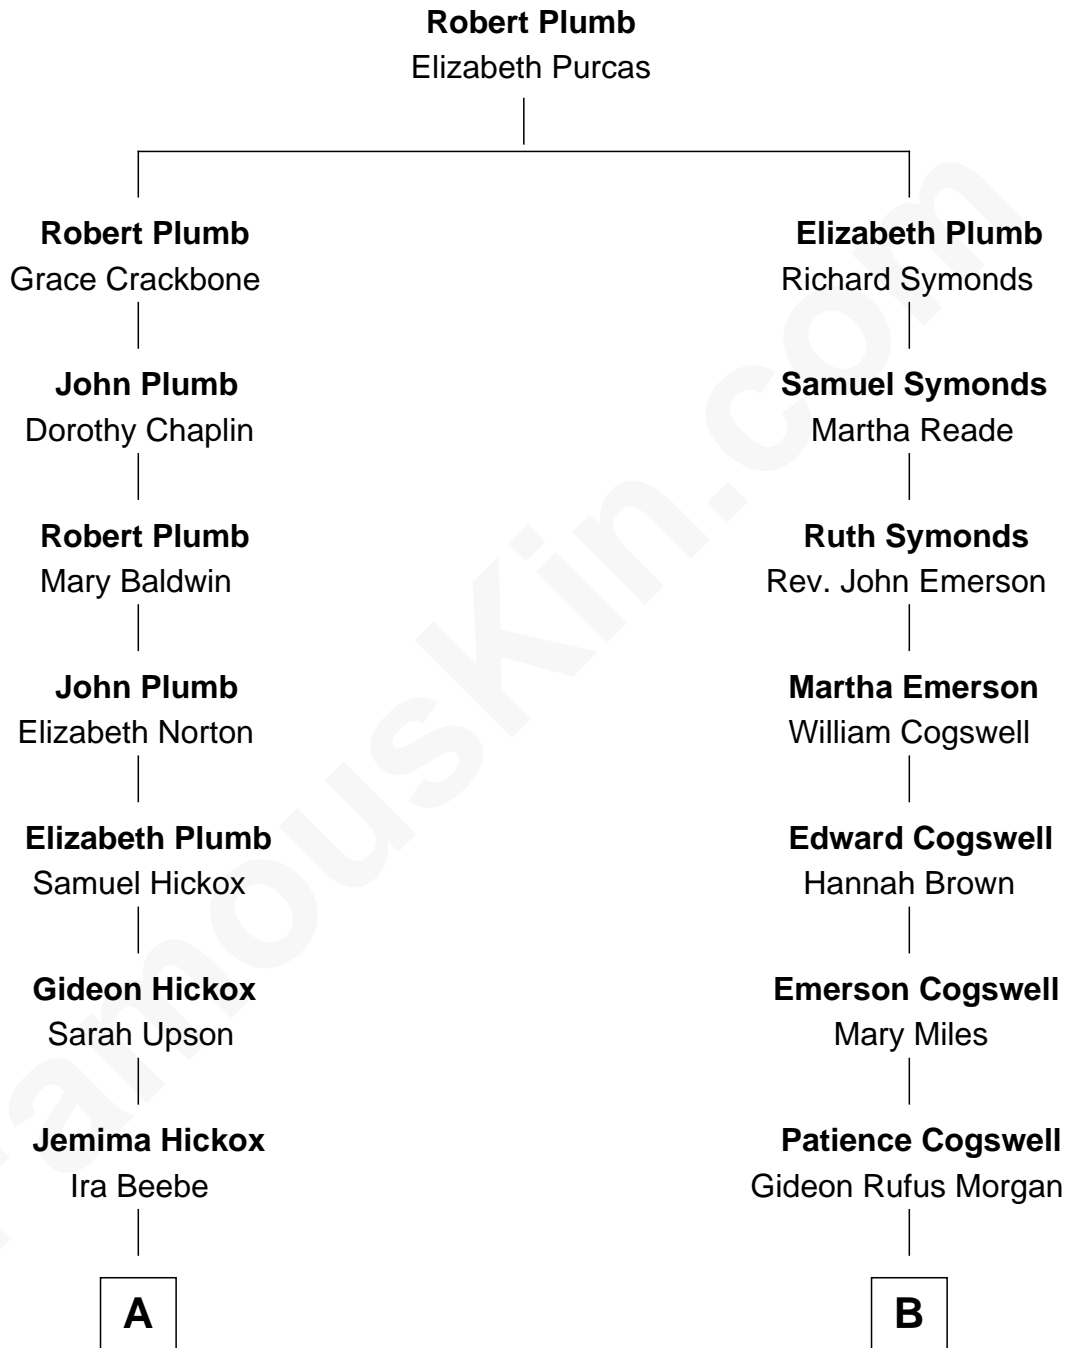 Robert Plumb
Elizabeth Purcas
Robert Plumb
Grace Crackbone
Elizabeth Plumb
Richard Symonds
John Plumb
Dorothy Chaplin
Samuel Symonds
Martha Reade
Robert Plumb
Mary Baldwin
Ruth Symonds
Rev. John Emerson
John Plumb
Elizabeth Norton
Martha Emerson
William Cogswell
Elizabeth Plumb
Samuel Hickox
Edward Cogswell
Hannah Brown
Gideon Hickox
Sarah Upson
Emerson Cogswell
Mary Miles
Jemima Hickox
Ira Beebe
Patience Cogswell
Gideon Rufus Morgan
A
B
FamousKin.com